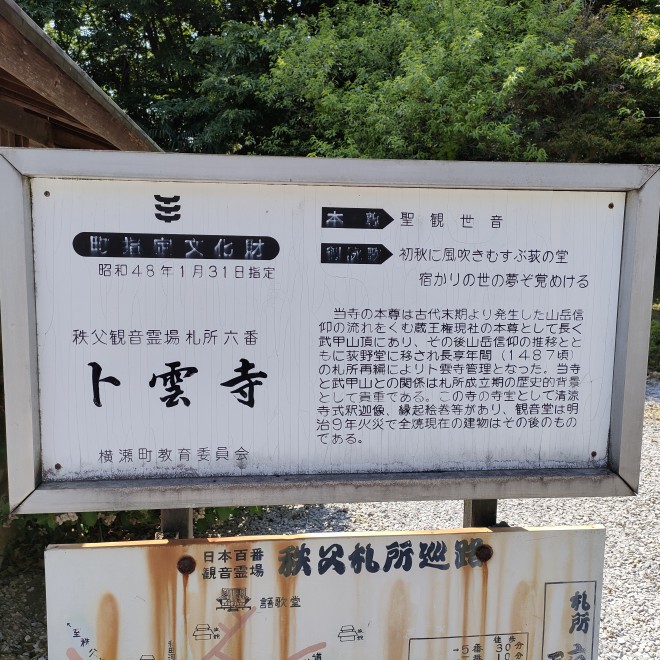 町指定文化財
昭和48年1月31日指定
秩父観音霊場 札所六番
卜雲寺
横瀬町教育委員会
本尊 聖観世音
御詠歌 初秋に風吹きむすぶ荻の堂
宿かりの世の夢ぞ覚めける
当寺の本尊は古代末期より発生した山岳信
仰の流れをくむ蔵王権現社の本尊として長く
武甲山頂にあり、その後山岳信仰の推移とと
もに荻野堂に移され長享年間(1487頃)
の札所再編により卜雲寺管理となった。当寺
と武甲山との関係は札所成立期の歴史的背景
として貴重である。この寺の寺宝として清涼
寺式釈迦像、縁起絵巻等があり、観音堂は明
治9年火災で全焼現在の建物はその後のもの
である。
日本百番
観音霊場
秩父札所巡路
語歌堂
至秩
札所
徒歩
→5番30分